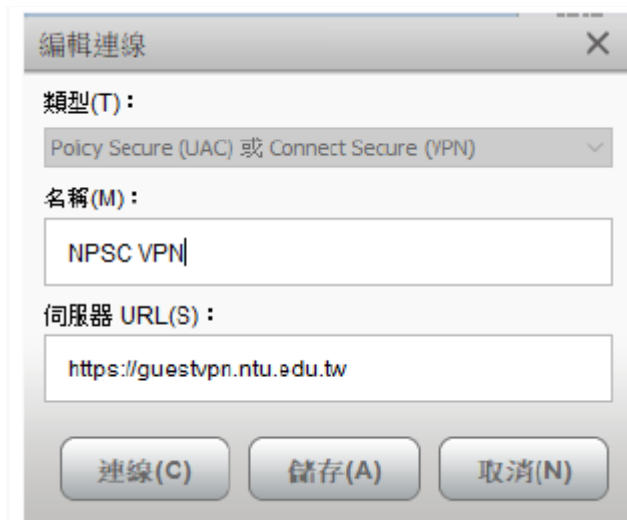 編輯連線
類型(T)：
Policy Secure (UAC) 或 Connect Secure (VPN)
名稱(M)：
NPSC VPN
伺服器 URL(S)：
https://guestvpn.ntu.edu.tw
連線(C) 儲存(A) 取消(N)